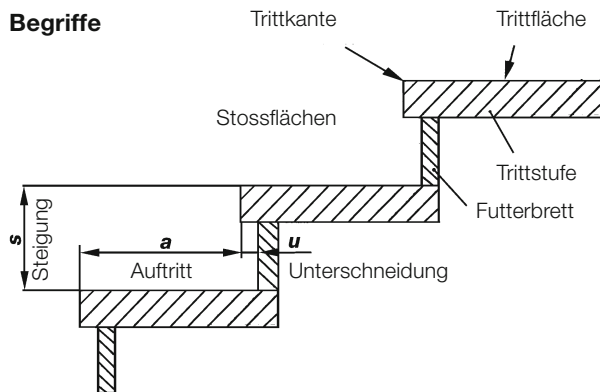 Begriffe
Trittkante
Trittfläche
Stossflächen
Trittstufe
Futterbrett
s
Steigung
a
u
Auftritt
Unterschneidung